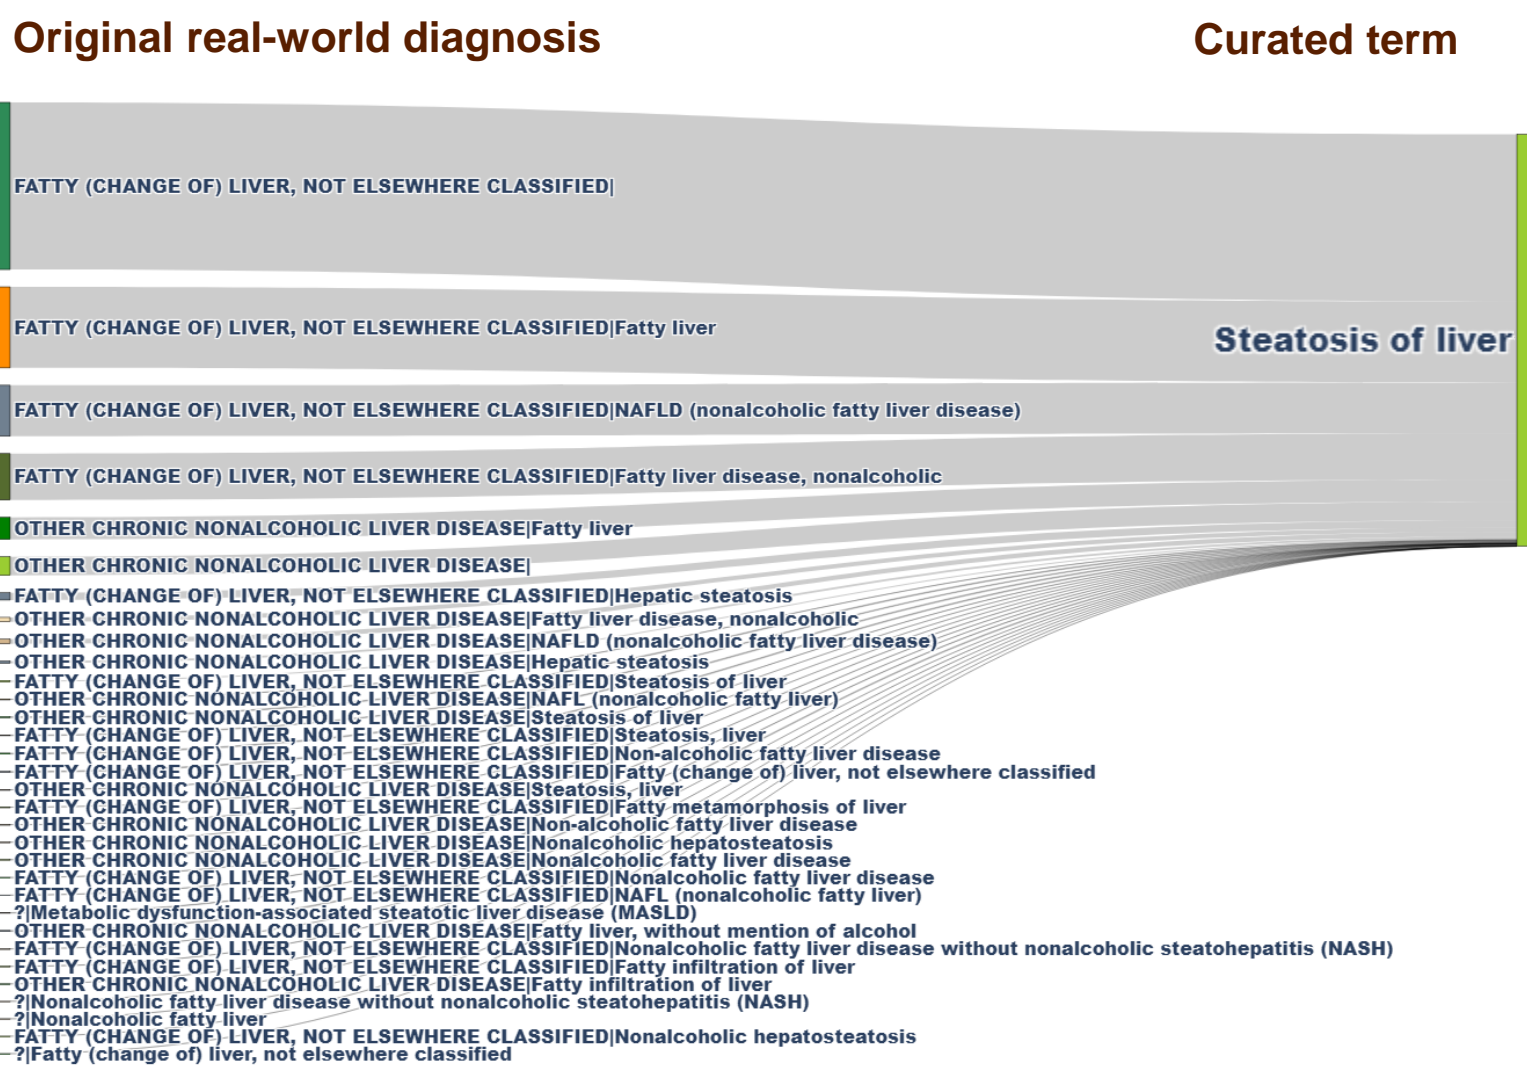 Original real-world diagnosis
Curated term
FATTY (CHANGE OF) LIVER, NOT ELSEWHERE CLASSIFIED|
FATTY (CHANGE OF) LIVER, NOT ELSEWHERE CLASSIFIED|Fatty liver
Steatosis of liver
FATTY (CHANGE OF) LIVER, NOT ELSEWHERE CLASSIFIED|NAFLD (nonalcoholic fatty liver disease)
FATTY (CHANGE OF) LIVER, NOT ELSEWHERE CLASSIFIED|Fatty liver disease, nonalcoholic
OTHER CHRONIC NONALCOHOLIC LIVER DISEASE|Fatty liver
OTHER CHRONIC NONALCOHOLIC LIVER DISEASE|
FATTY (CHANGE OF) LIVER, NOT ELSEWHERE CLASSIFIED|Hepatic steatosis
OTHER CHRONIC NONALCOHOLIC LIVER DISEASE|Fatty liver disease, nonalcoholic
OTHER CHRONIC NONALCOHOLIC LIVER DISEASE|NAFLD (nonalcoholic fatty liver disease)
OTHER CHRONIC NONALCOHOLIC LIVER DISEASE|Hepatic steatosis
FATTY (CHANGE OF) LIVER, NOT ELSEWHERE CLASSIFIED|Steatosis of liver
OTHER CHRONIC NONALCOHOLIC LIVER DISEASE|NAFL (nonalcoholic fatty liver)
OTHER CHRONIC NONALCOHOLIC LIVER DISEASE|Steatosis of liver
FATTY (CHANGE OF) LIVER, NOT ELSEWHERE CLASSIFIED|Steatosis, liver
FATTY (CHANGE OF) LIVER, NOT ELSEWHERE CLASSIFIED|Non-alcoholic fatty liver disease
FATTY (CHANGE OF) LIVER, NOT ELSEWHERE CLASSIFIED|Fatty (change of) liver, not elsewhere classified
OTHER CHRONIC NONALCOHOLIC LIVER DISEASE|Steatosis, liver
FATTY (CHANGE OF) LIVER, NOT ELSEWHERE CLASSIFIED|Fatty metamorphosis of liver
OTHER CHRONIC NONALCOHOLIC LIVER DISEASE|Non-alcoholic fatty liver disease
OTHER CHRONIC NONALCOHOLIC LIVER DISEASE|Nonalcoholic hepatosteatosis
OTHER CHRONIC NONALCOHOLIC LIVER DISEASE|Nonalcoholic fatty liver disease
FATTY (CHANGE OF) LIVER, NOT ELSEWHERE CLASSIFIED|Nonalcoholic fatty liver disease
FATTY (CHANGE OF) LIVER, NOT ELSEWHERE CLASSIFIED|NAFL (nonalcoholic fatty liver)
?|Metabolic dysfunction-associated steatotic liver disease (MASLD)
OTHER CHRONIC NONALCOHOLIC LIVER DISEASE|Fatty liver, without mention of alcohol
FATTY (CHANGE OF) LIVER, NOT ELSEWHERE CLASSIFIED|Nonalcoholic fatty liver disease without nonalcoholic steatohepatitis (NASH)
FATTY (CHANGE OF) LIVER, NOT ELSEWHERE CLASSIFIED|Fatty infiltration of liver
OTHER CHRONIC NONALCOHOLIC LIVER DISEASE|Fatty infiltration of liver
?|Nonalcoholic fatty liver disease without nonalcoholic steatohepatitis (NASH)
?|Nonalcoholic fatty liver
FATTY (CHANGE OF) LIVER, NOT ELSEWHERE CLASSIFIED|Nonalcoholic hepatosteatosis
?|Fatty (change of) liver, not elsewhere classified